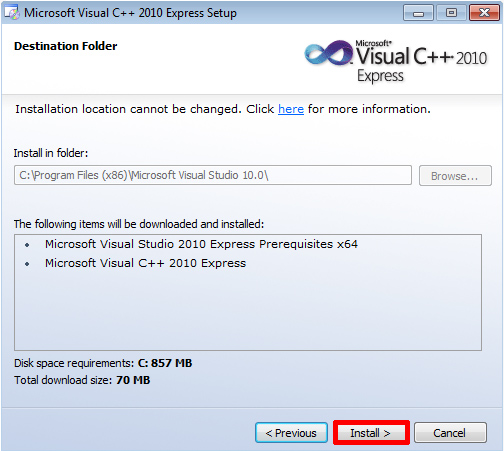 Microsoft Visual C++ 2010 Express Setup
Destination Folder
Microsoft®
Visual C++ 2010
Express
Installation location cannot be changed. Click here for more information.
Install in folder:
C:\Program Files (x86)\Microsoft Visual Studio 10.0\
Browse...
The following items will be downloaded and installed:
• Microsoft Visual Studio 2010 Express Prerequisites x64
• Microsoft Visual C++ 2010 Express
Disk space requirements: C: 857 MB
Total download size: 70 MB
< Previous Install > Cancel